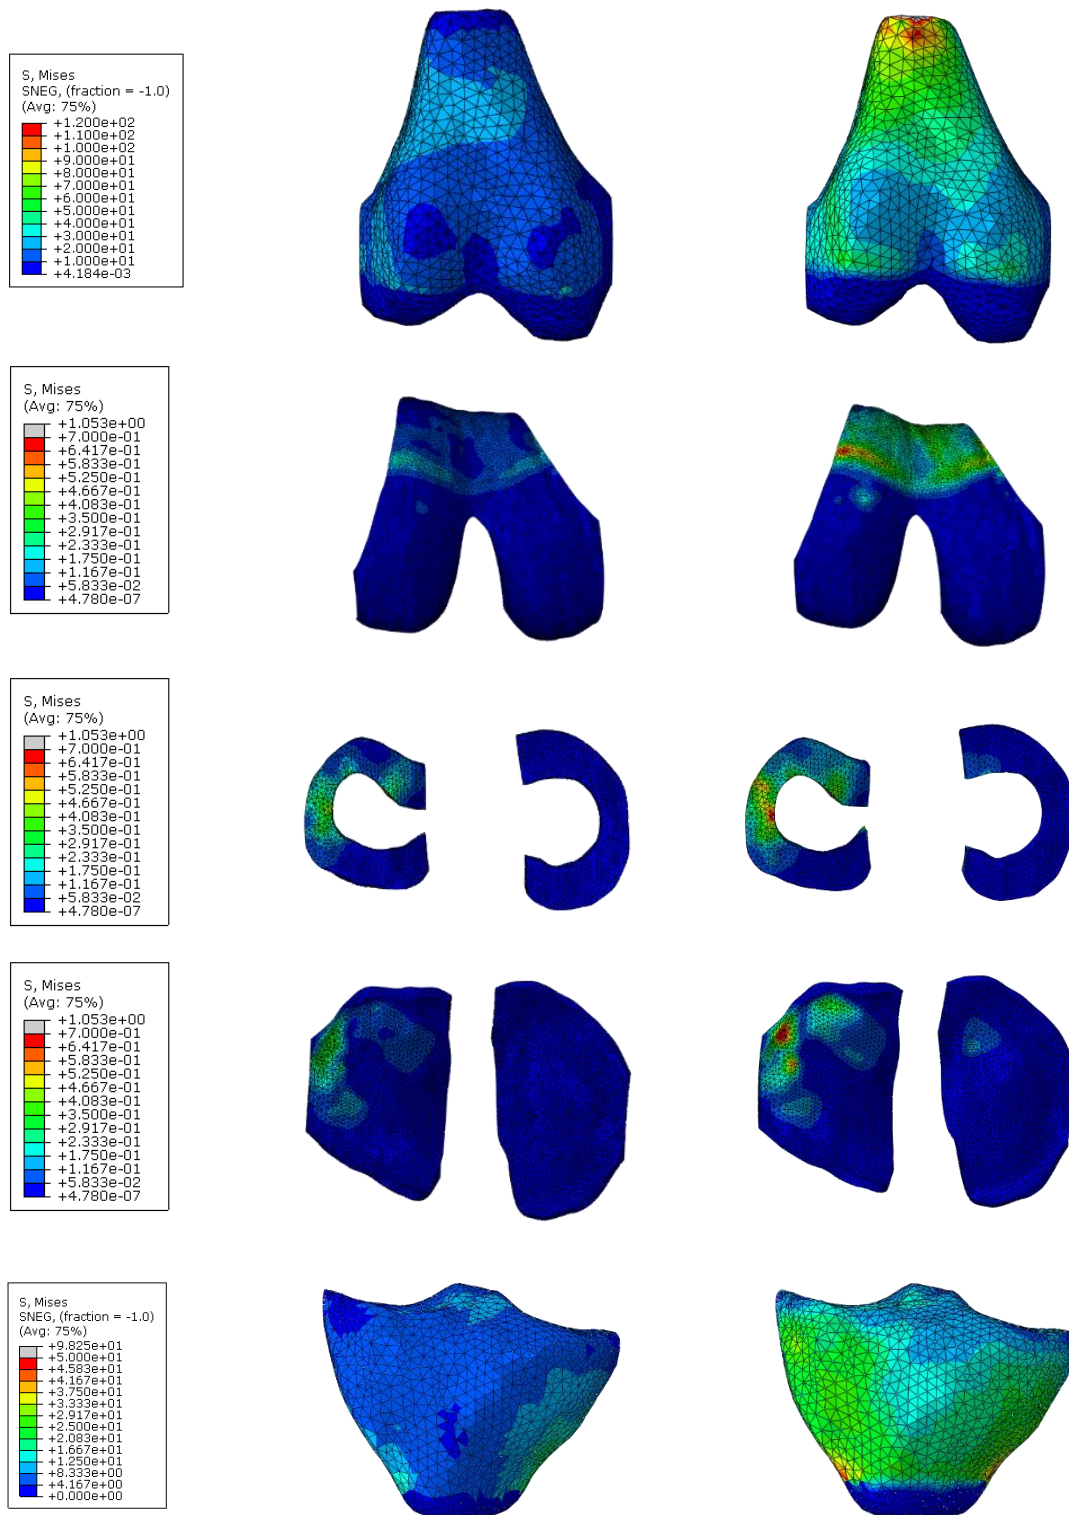 S, Mises
SNEG, (fraction = -1.0)
(Avg: 75%)
+1.200e+02
+1.100e+02
+1.000e+02
+9.000e+01
+8.000e+01
+7.000e+01
+6.000e+01
+5.000e+01
+4.000e+01
+3.000e+01
+2.000e+01
+1.000e+01
+4.184e-03
S, Mises
(Avg: 75%)
+1.053e+00
+7.000e-01
+6.417e-01
+5.833e-01
+5.250e-01
+4.667e-01
+4.083e-01
+3.500e-01
+2.917e-01
+2.333e-01
+1.750e-01
+1.167e-01
+5.833e-02
+4.780e-07
S, Mises
(Avg: 75%)
+1.053e+00
+7.000e-01
+6.417e-01
+5.833e-01
+5.250e-01
+4.667e-01
+4.083e-01
+3.500e-01
+2.917e-01
+2.333e-01
+1.750e-01
+1.167e-01
+5.833e-02
+4.780e-07
S, Mises
(Avg: 75%)
+1.053e+00
+7.000e-01
+6.417e-01
+5.833e-01
+5.250e-01
+4.667e-01
+4.083e-01
+3.500e-01
+2.917e-01
+2.333e-01
+1.750e-01
+1.167e-01
+5.833e-02
+4.780e-07
S, Mises
SNEG, (fraction = -1.0)
(Avg: 75%)
+9.825e+01
+5.000e+01
+4.583e+01
+4.167e+01
+3.750e+01
+3.333e+01
+2.917e+01
+2.500e+01
+2.083e+01
+1.667e+01
+1.250e+01
+8.333e+00
+4.167e+00
+0.000e+00